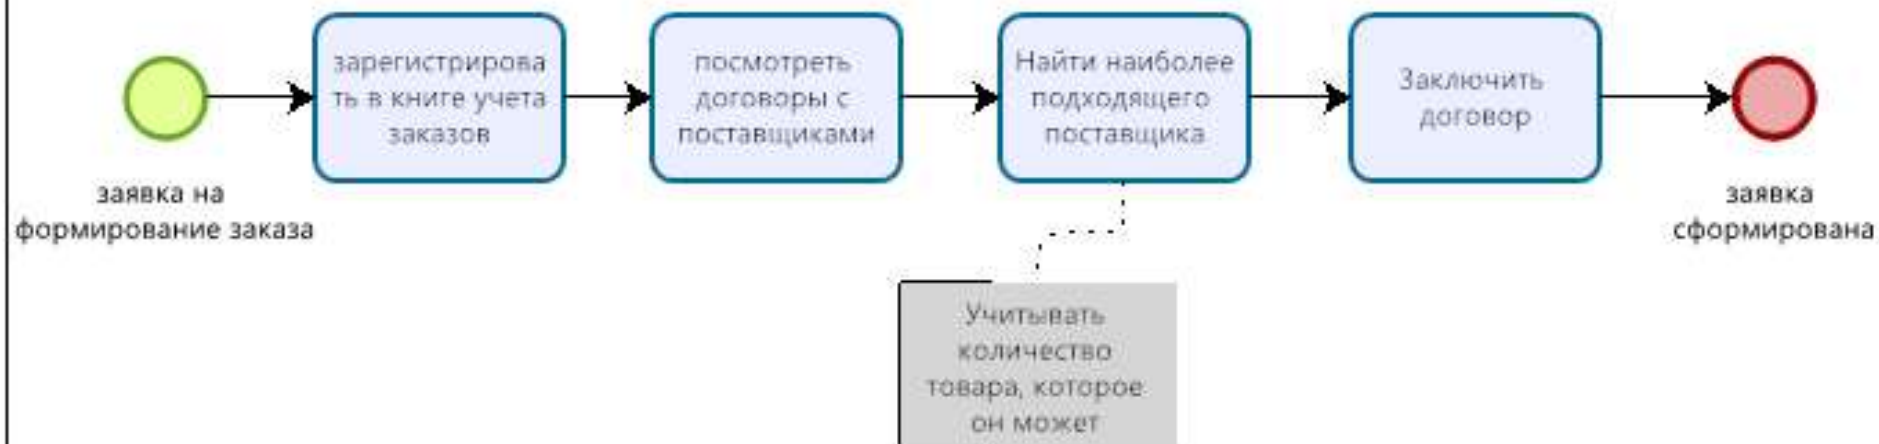 зарегистрирова
ть в книге учета
заказов
посмотреть
договоры с
поставщиками
Найти наиболее
подходящего
поставщика
Заключить
договор
заявка на
формирование заказа
заявка
сформирована
Учитывать
количество
товара, которое
он может